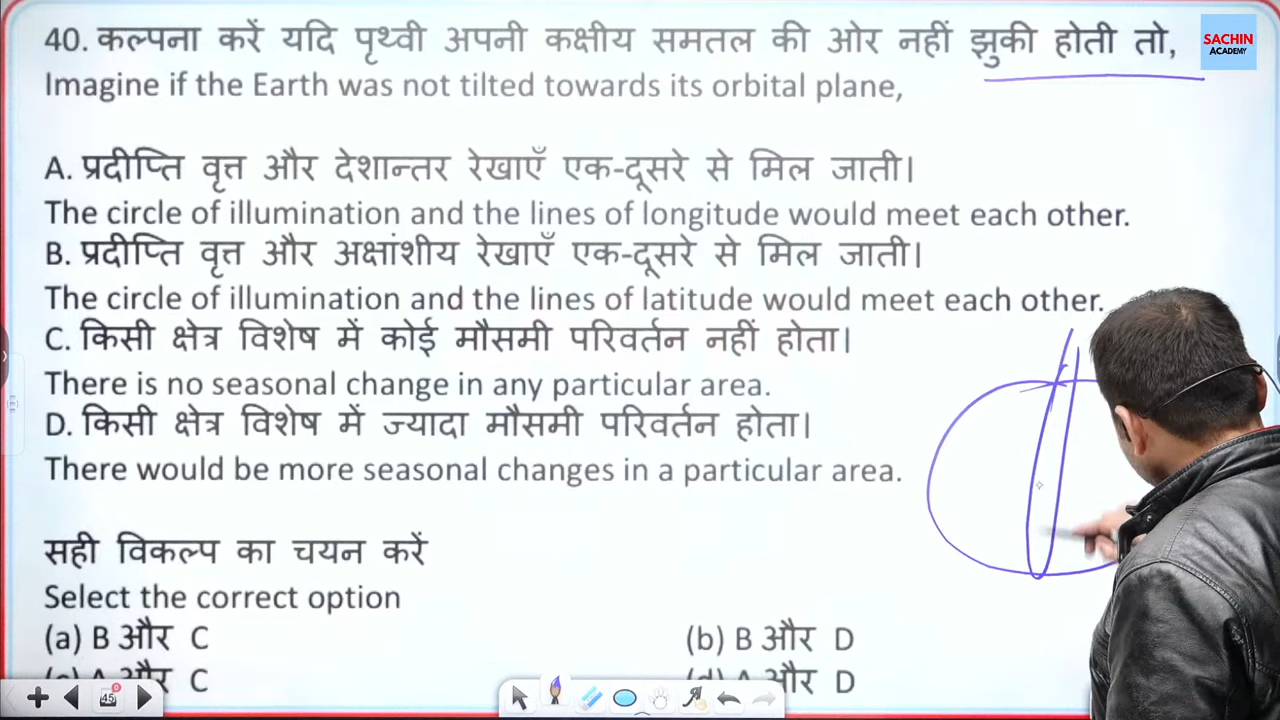 40. कल्पना करें यदि पृथ्वी अपनी कक्षीय समतल की ओर नहीं झुकी होती तो,
SACHIN
ACADEMY
Imagine if the Earth was not tilted towards its orbital plane,
A. प्रदीप्ति वृत्त और देशान्तर रेखाएँ एक-दूसरे से मिल जाती।
The circle of illumination and the lines of longitude would meet each other.
B. प्रदीप्ति वृत्त और अक्षांशीय रेखाएँ एक-दूसरे से मिल जाती।
The circle of illumination and the lines of latitude would meet each other.
C. किसी क्षेत्र विशेष में कोई मौसमी परिवर्तन नहीं होता।
There is no seasonal change in any particular area.
D. किसी क्षेत्र विशेष में ज्यादा मौसमी परिवर्तन होता।
There would be more seasonal changes in a particular area.
सही विकल्प का चयन करें
Select the correct option
(a) B और C
(b) B और D
(c) A और C
(d) A और D
45